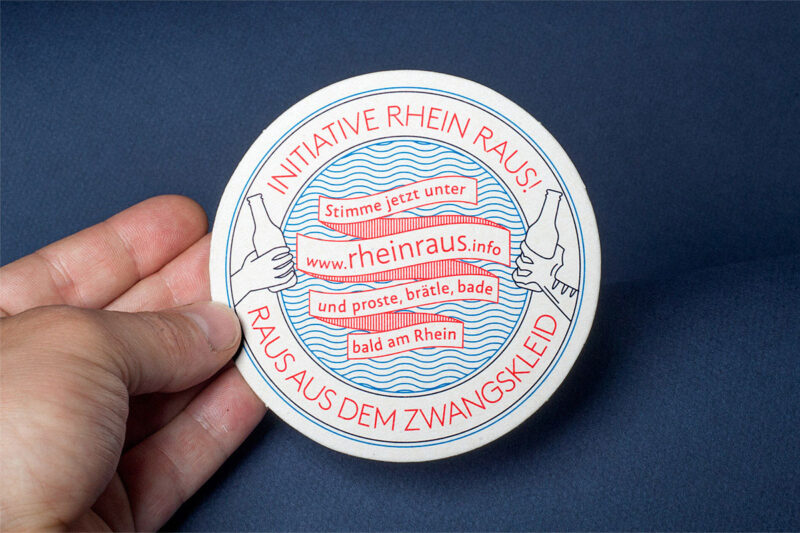 INITIATIVE RHEIN RAUS!
Stimme jetzt unter
www.rheinraus.info
und proste, brätle, bade
bald am Rhein
RAUS AUS DEM ZWANGSKLEID